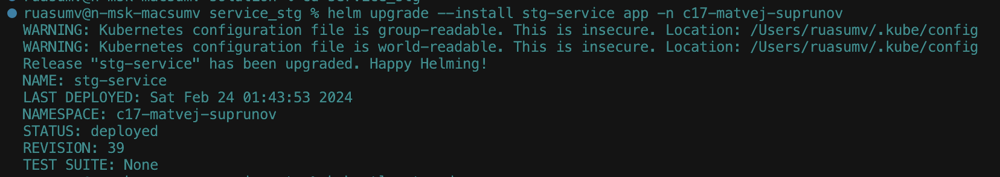 ruasumv@n-msk-macsumv service_stg % helm upgrade --install stg-service app -n c17-matvej-suprunov
WARNING: Kubernetes configuration file is group-readable. This is insecure. Location: /Users/ruasumv/.kube/config
WARNING: Kubernetes configuration file is world-readable. This is insecure. Location: /Users/ruasumv/.kube/config
Release "stg-service" has been upgraded. Happy Helming!
NAME: stg-service
LAST DEPLOYED: Sat Feb 24 01:43:53 2024
NAMESPACE: c17-matvej-suprunov
STATUS: deployed
REVISION: 39
TEST SUITE: None